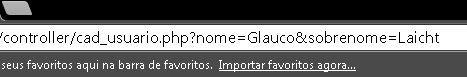 /controller/cad_usuario.php?nome=Glauco&sobrenome=Laicht
seus favoritos aqui na barra de favoritos. Importar favoritos agora...